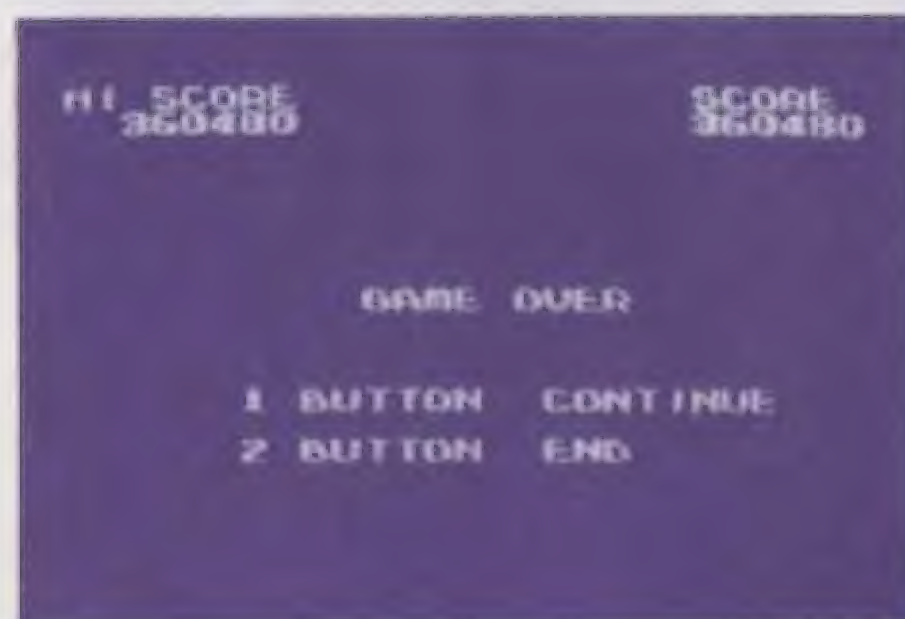 HI SCORE
360480
SCORE
360480
GAME OVER
1 BUTTON CONTINUE
2 BUTTON END